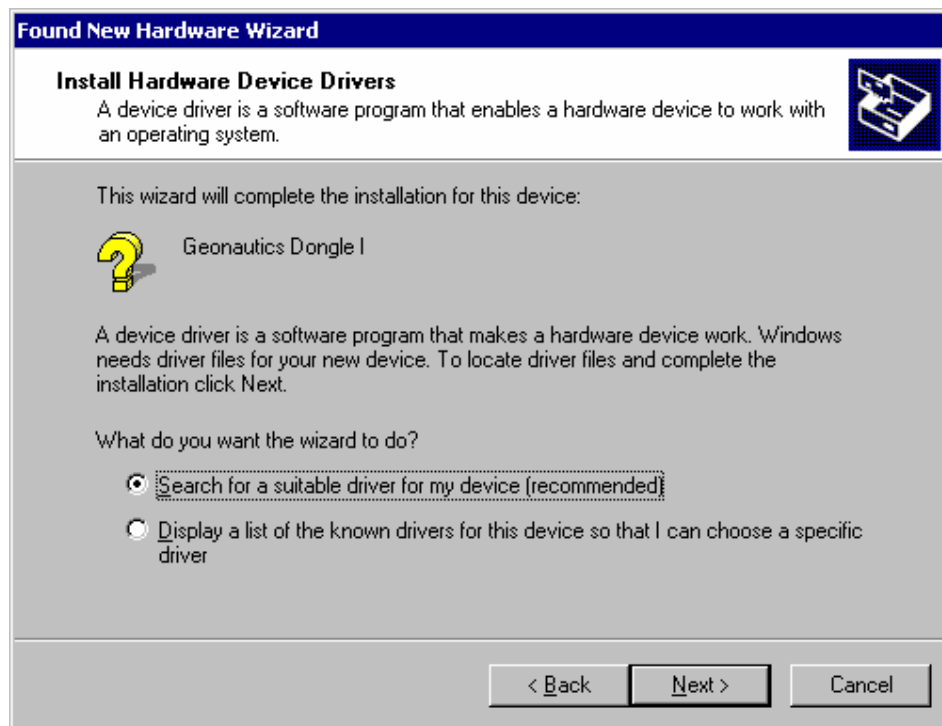 Found New Hardware Wizard
Install Hardware Device Drivers
A device driver is a software program that enables a hardware device to work with
an operating system.
This wizard will complete the installation for this device:
Geonautics Dongle I
A device driver is a software program that makes a hardware device work. Windows
needs driver files for your new device. To locate driver files and complete the
installation click Next.
What do you want the wizard to do?
Search for a suitable driver for my device (recommended)
Display a list of the known drivers for this device so that I can choose a specific
driver
< Back Next > Cancel